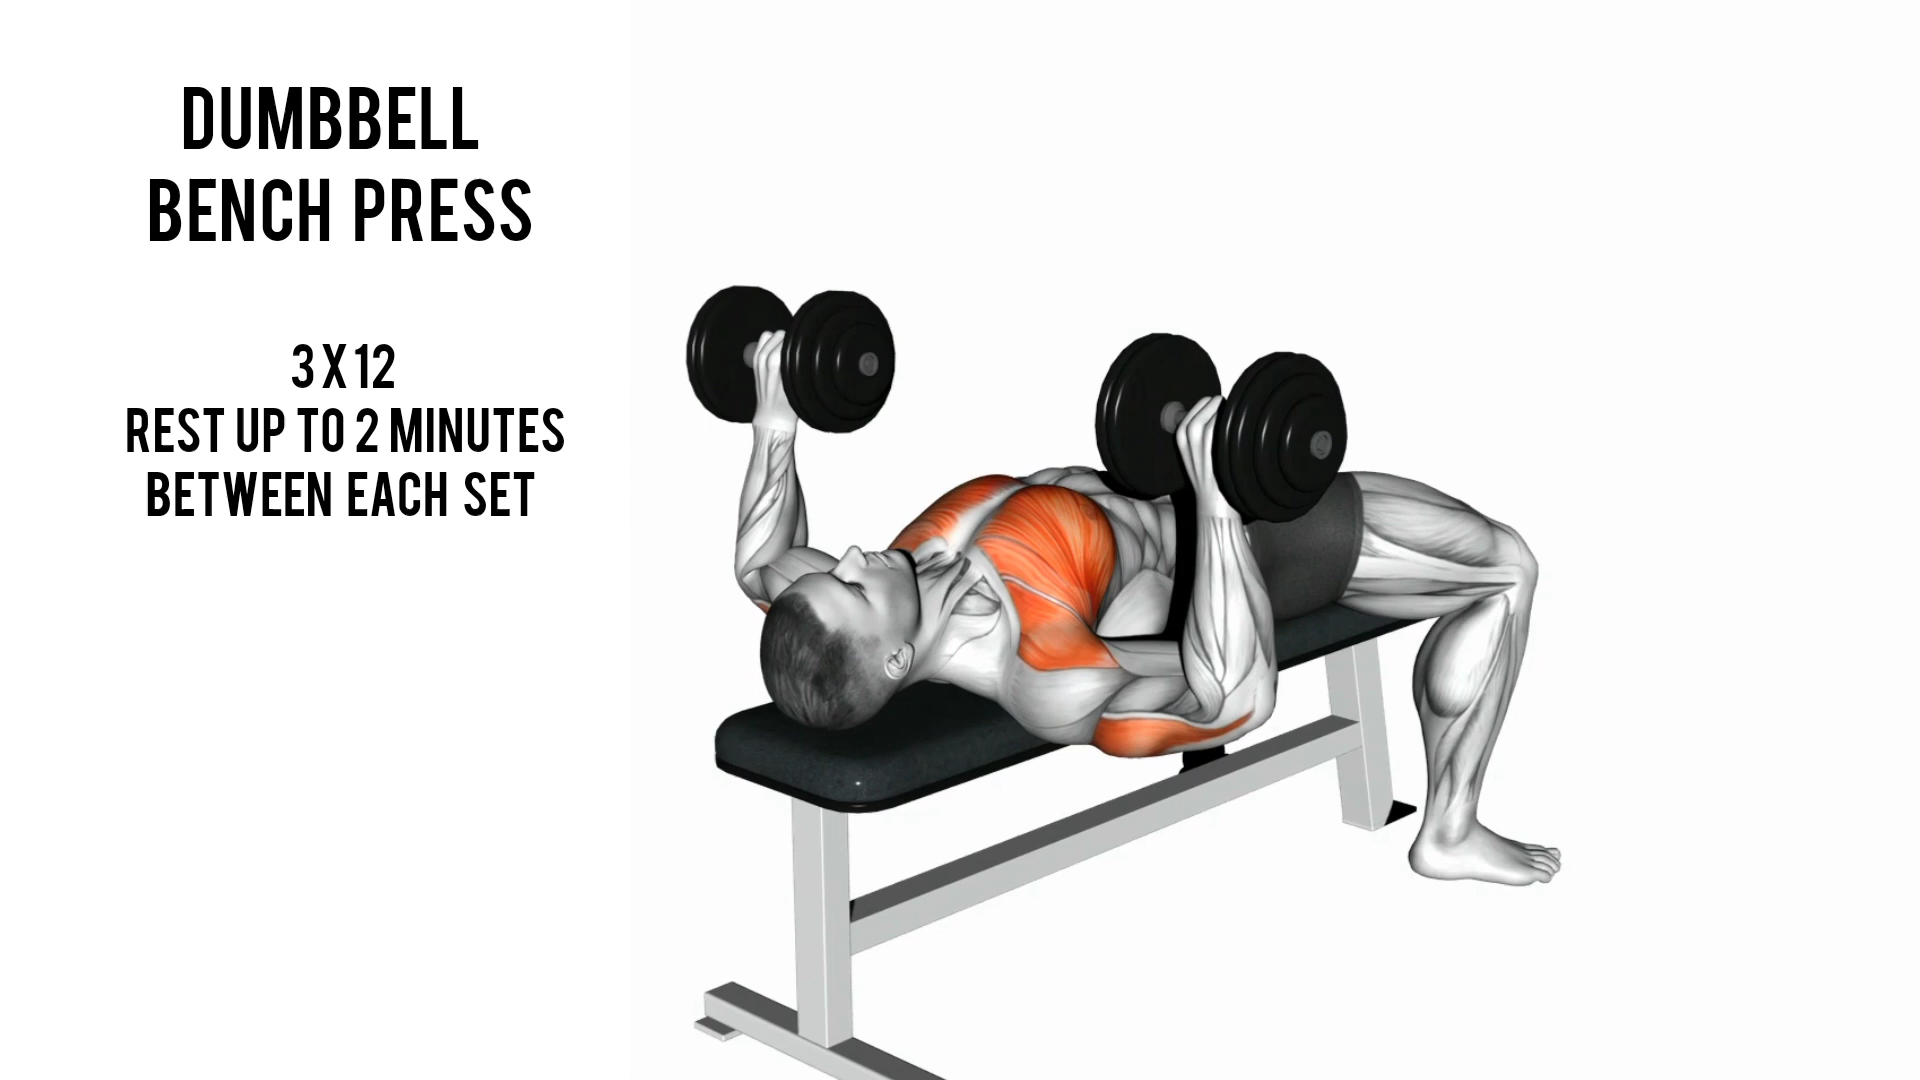 DUMBBELL
BENCH PRESS
3 X 12
REST UP TO 2 MINUTES
BETWEEN EACH SET